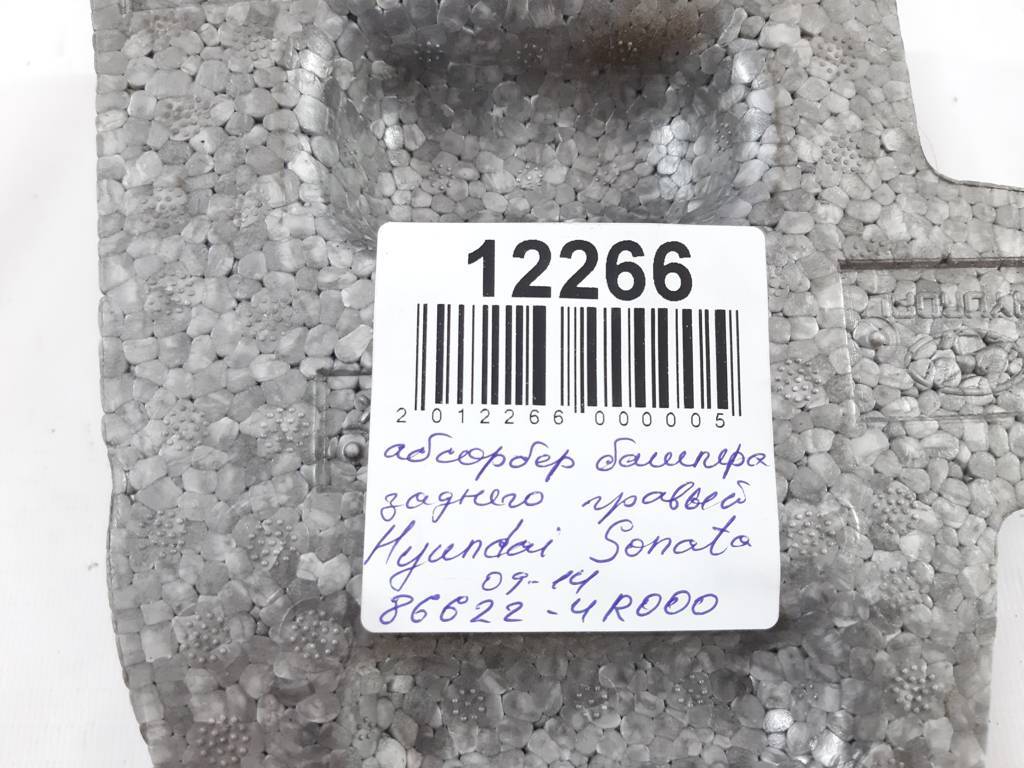 12266
2 012266 000005
абсорбер бампера
заднего правый
Hyundai Sonata
09-14
86622-4R000